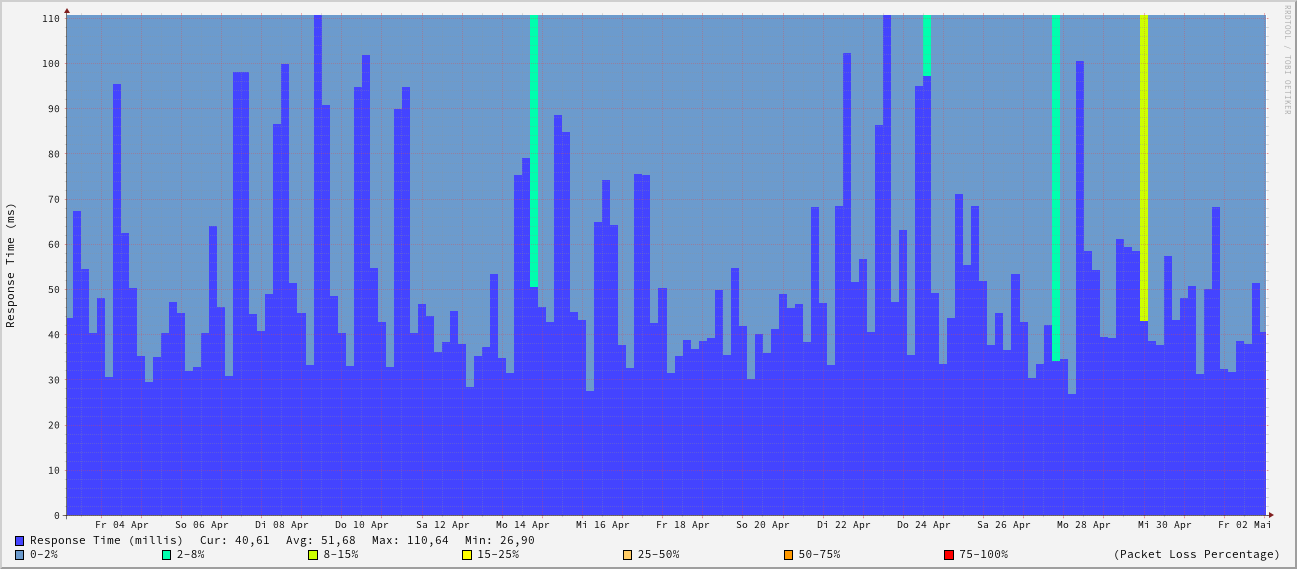 RRDTOOL / TOBI OETIKER
Response Time (ms)
110
100
90
80
70
60
50
40
30
20
10
0
Fr 04 Apr So 06 Apr Di 08 Apr Do 10 Apr Sa 12 Apr Mo 14 Apr Mi 16 Apr Fr 18 Apr So 20 Apr Di 22 Apr Do 24 Apr Sa 26 Apr Mo 28 Apr Mi 30 Apr Fr 02 Mai
Response Time (millis) Cur: 40,61 Avg: 51,68 Max: 110,64 Min: 26,90
0-2% 2-8% 8-15% 15-25% 25-50% 50-75% 75-100% (Packet Loss Percentage)